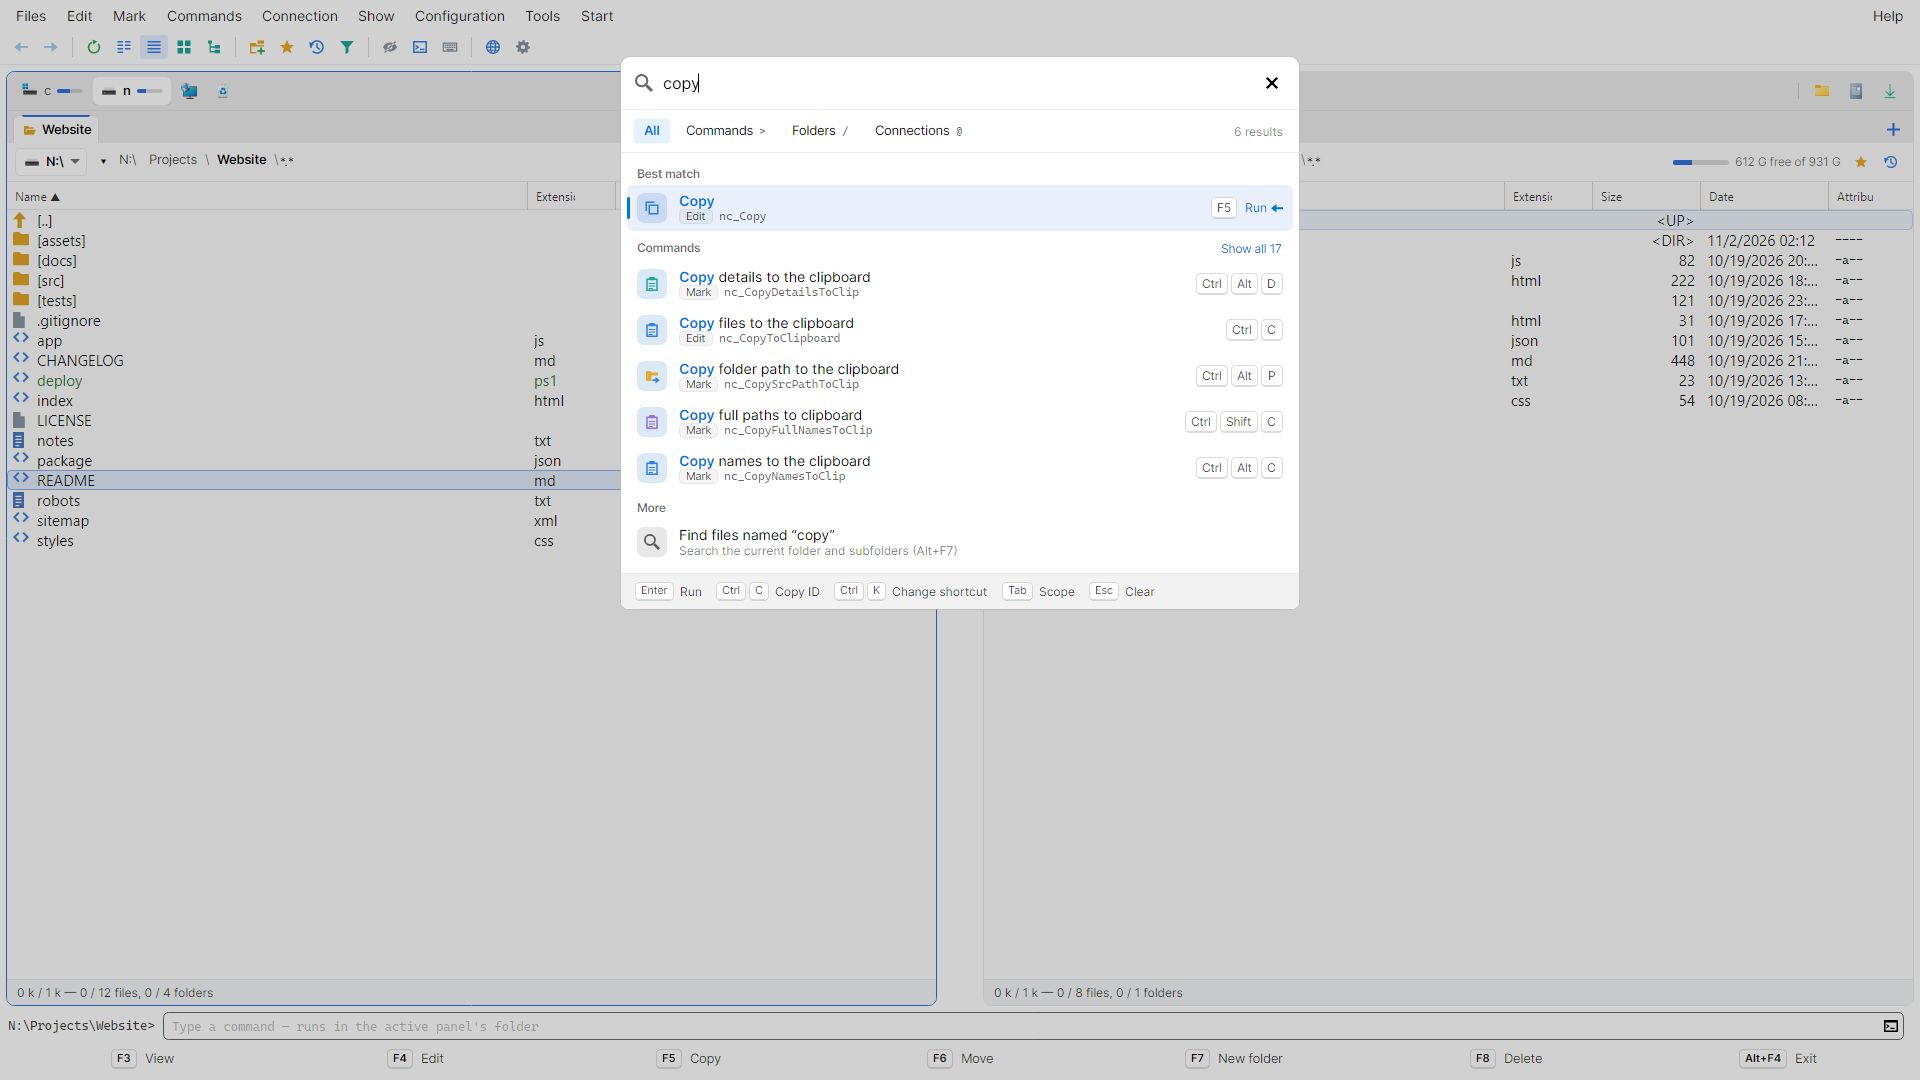 Files Edit Mark Commands Connection Show Configuration Tools Start Help
copy
c n
All Commands > Folders / Connections @ 6 results
Website
N:\ N:\ Projects \ Website \*.*
\*.* 612 G free of 931 G
Name Extensi
Extensi Size Date Attribu
Best match
Copy
Edit nc_Copy
F5 Run
Commands Show all 17
Copy details to the clipboard
Mark nc_CopyDetailsToClip
Ctrl Alt D
Copy files to the clipboard
Edit nc_CopyToClipboard
Ctrl C
Copy folder path to the clipboard
Mark nc_CopySrcPathToClip
Ctrl Alt P
Copy full paths to clipboard
Mark nc_CopyFullNamesToClip
Ctrl Shift C
Copy names to the clipboard
Mark nc_CopyNamesToClip
Ctrl Alt C
More
Find files named “copy”
Search the current folder and subfolders (Alt+F7)
Enter Run Ctrl C Copy ID Ctrl K Change shortcut Tab Scope Esc Clear
[..]
[assets]
[docs]
[src]
[tests]
.gitignore
app js
CHANGELOG md
deploy ps1
index html
LICENSE
notes txt
package json
README md
robots txt
sitemap xml
styles css
<UP>
<DIR> 11/2/2026 02:12 ----
js 82 10/19/2026 20:... -a--
html 222 10/19/2026 18:... -a--
121 10/19/2026 23:... -a--
html 31 10/19/2026 17:... -a--
json 101 10/19/2026 15:... -a--
md 448 10/19/2026 21:... -a--
txt 23 10/19/2026 13:... -a--
css 54 10/19/2026 08:... -a--
0 k / 1 k — 0 / 12 files, 0 / 4 folders
0 k / 1 k — 0 / 8 files, 0 / 1 folders
N:\Projects\Website> Type a command — runs in the active panel's folder
F3 View F4 Edit F5 Copy F6 Move F7 New folder F8 Delete Alt+F4 Exit